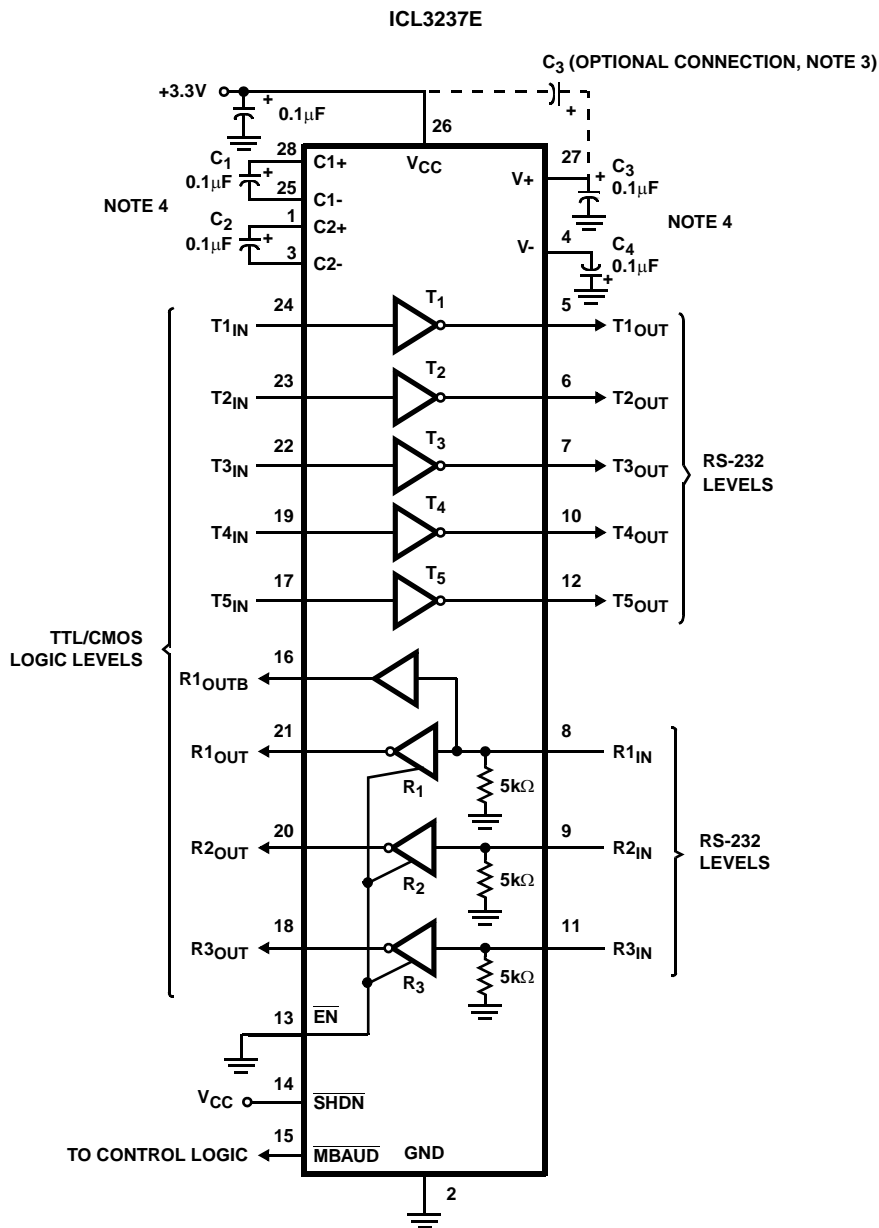 ICL3237E
C3 (OPTIONAL CONNECTION, NOTE 3)
+3.3V
+
0.1μF
+
26
28
C1
0.1μF
+
C1+
VCC
27
V+
+
C3
0.1μF
25
C1-
NOTE 4
1
C2
0.1μF
+
C2+
NOTE 4
3
C2-
4
V-
C4
0.1μF
+
T1IN
24
T1
5
T1OUT
T2IN
23
T2
6
T2OUT
T3IN
22
T3
7
T3OUT
RS-232
LEVELS
T4IN
19
T4
10
T4OUT
T5IN
17
T5
12
T5OUT
TTL/CMOS
LOGIC LEVELS
R1OUTB
16
R1OUT
21
R1
8
R1IN
5kΩ
R2OUT
20
R2
9
R2IN
5kΩ
RS-232
LEVELS
R3OUT
18
R3
11
R3IN
5kΩ
13
EN
VCC
14
SHDN
TO CONTROL LOGIC
15
MBAUD
GND
2